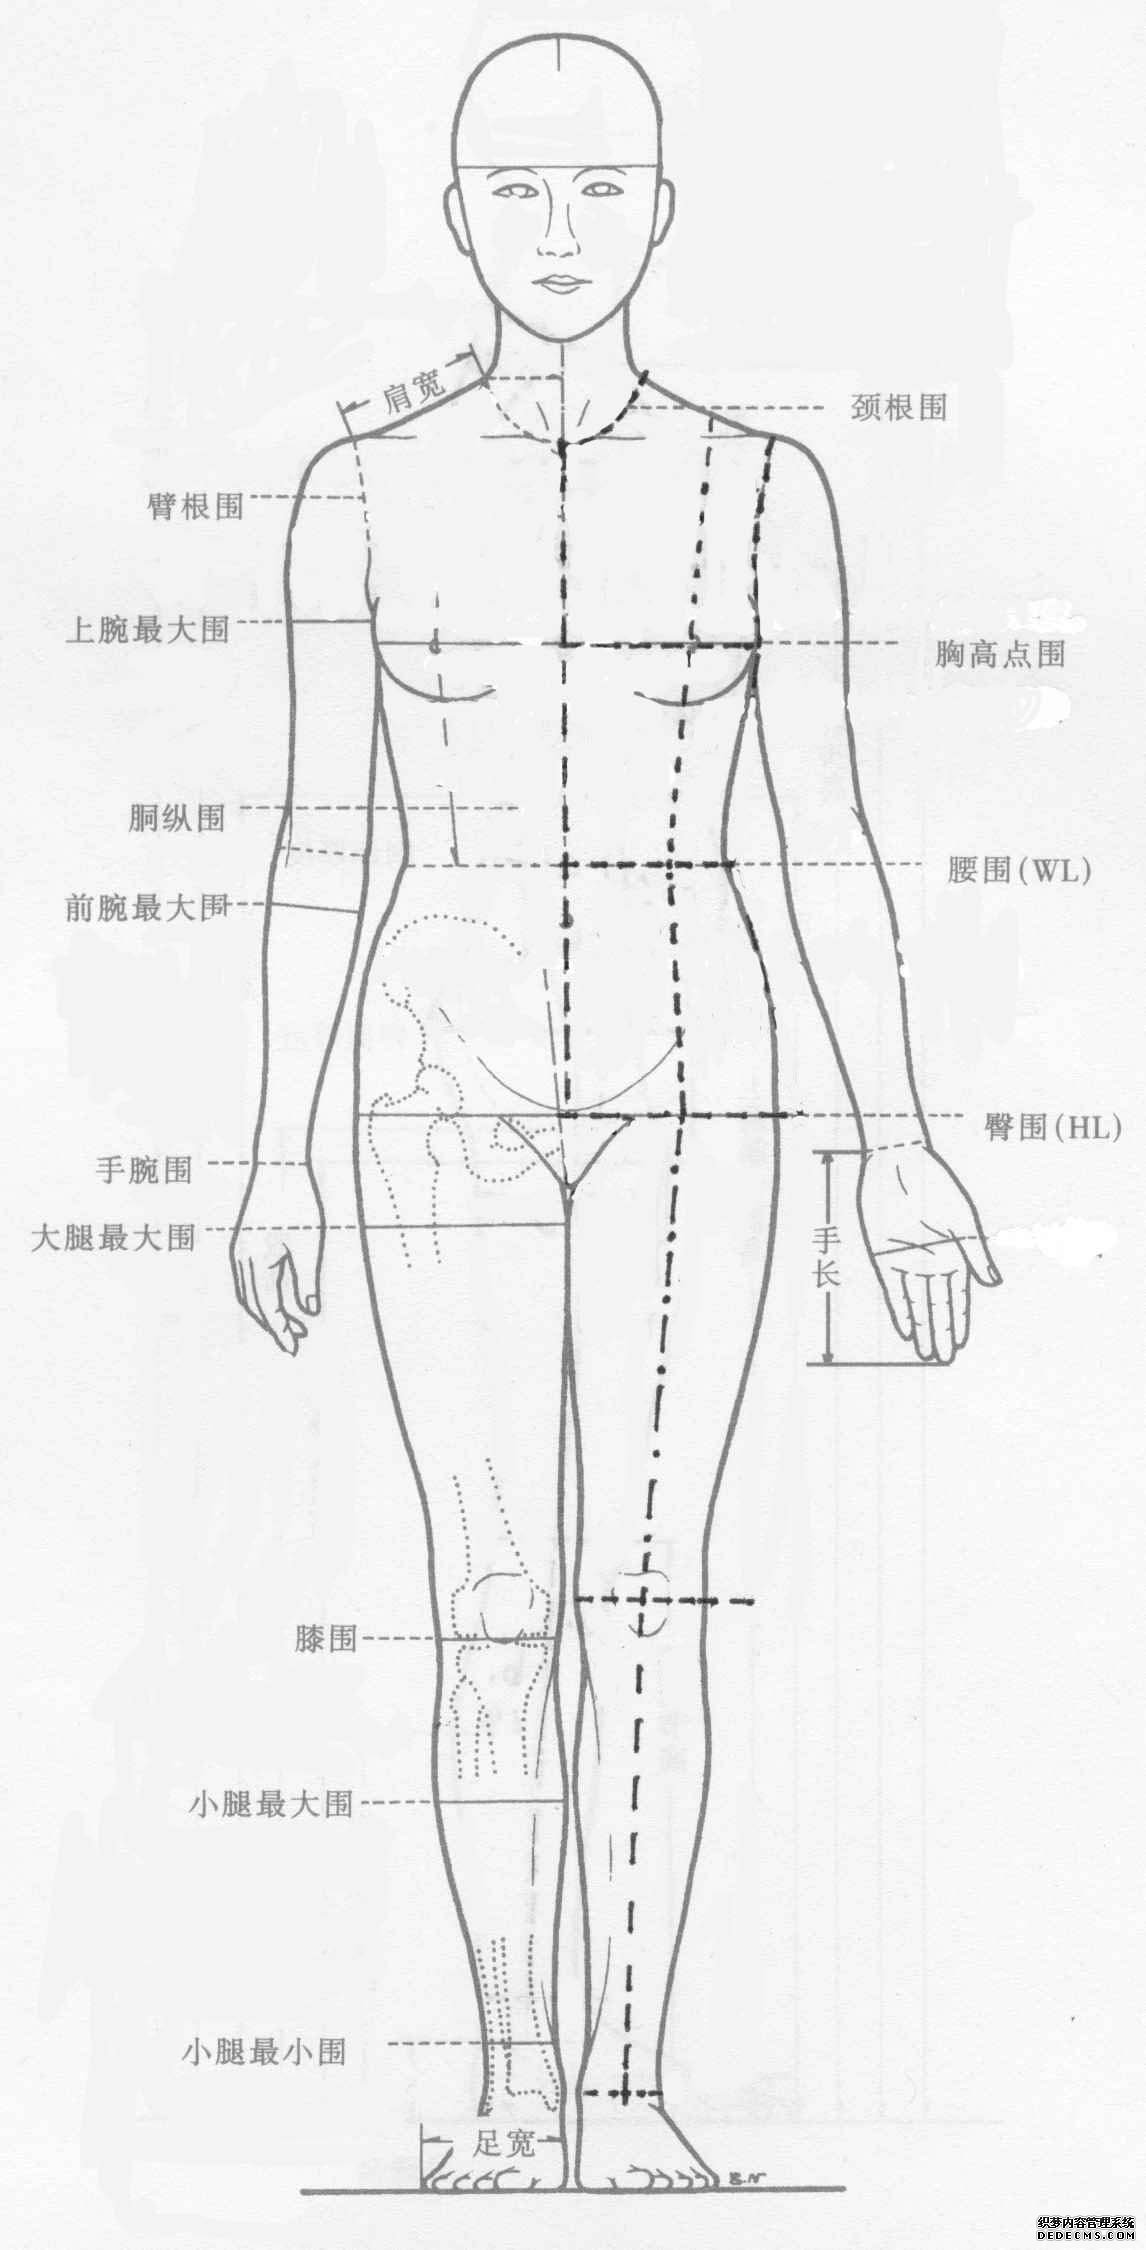 肩宽
颈根围
臂根围
上腕最大围
胸高点围
胴纵围
腰围(WL)
前腕最大围
臀围(HL)
手腕围
大腿最大围
手长
膝围
小腿最大围
小腿最小围
足宽
织梦内容管理系统
DEDECMS.COM